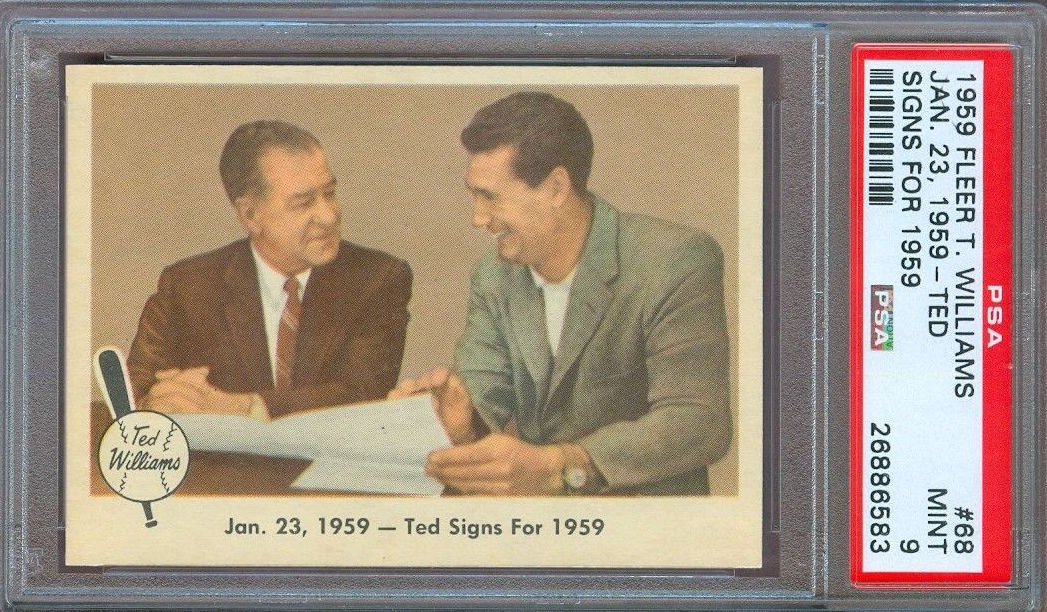 Ted
Williams
Jan. 23, 1959 — Ted Signs For 1959
PSA
1959 FLEER T. WILLIAMS #68
JAN. 23, 1959-TED MINT
SIGNS FOR 1959 9
PSA 26886583